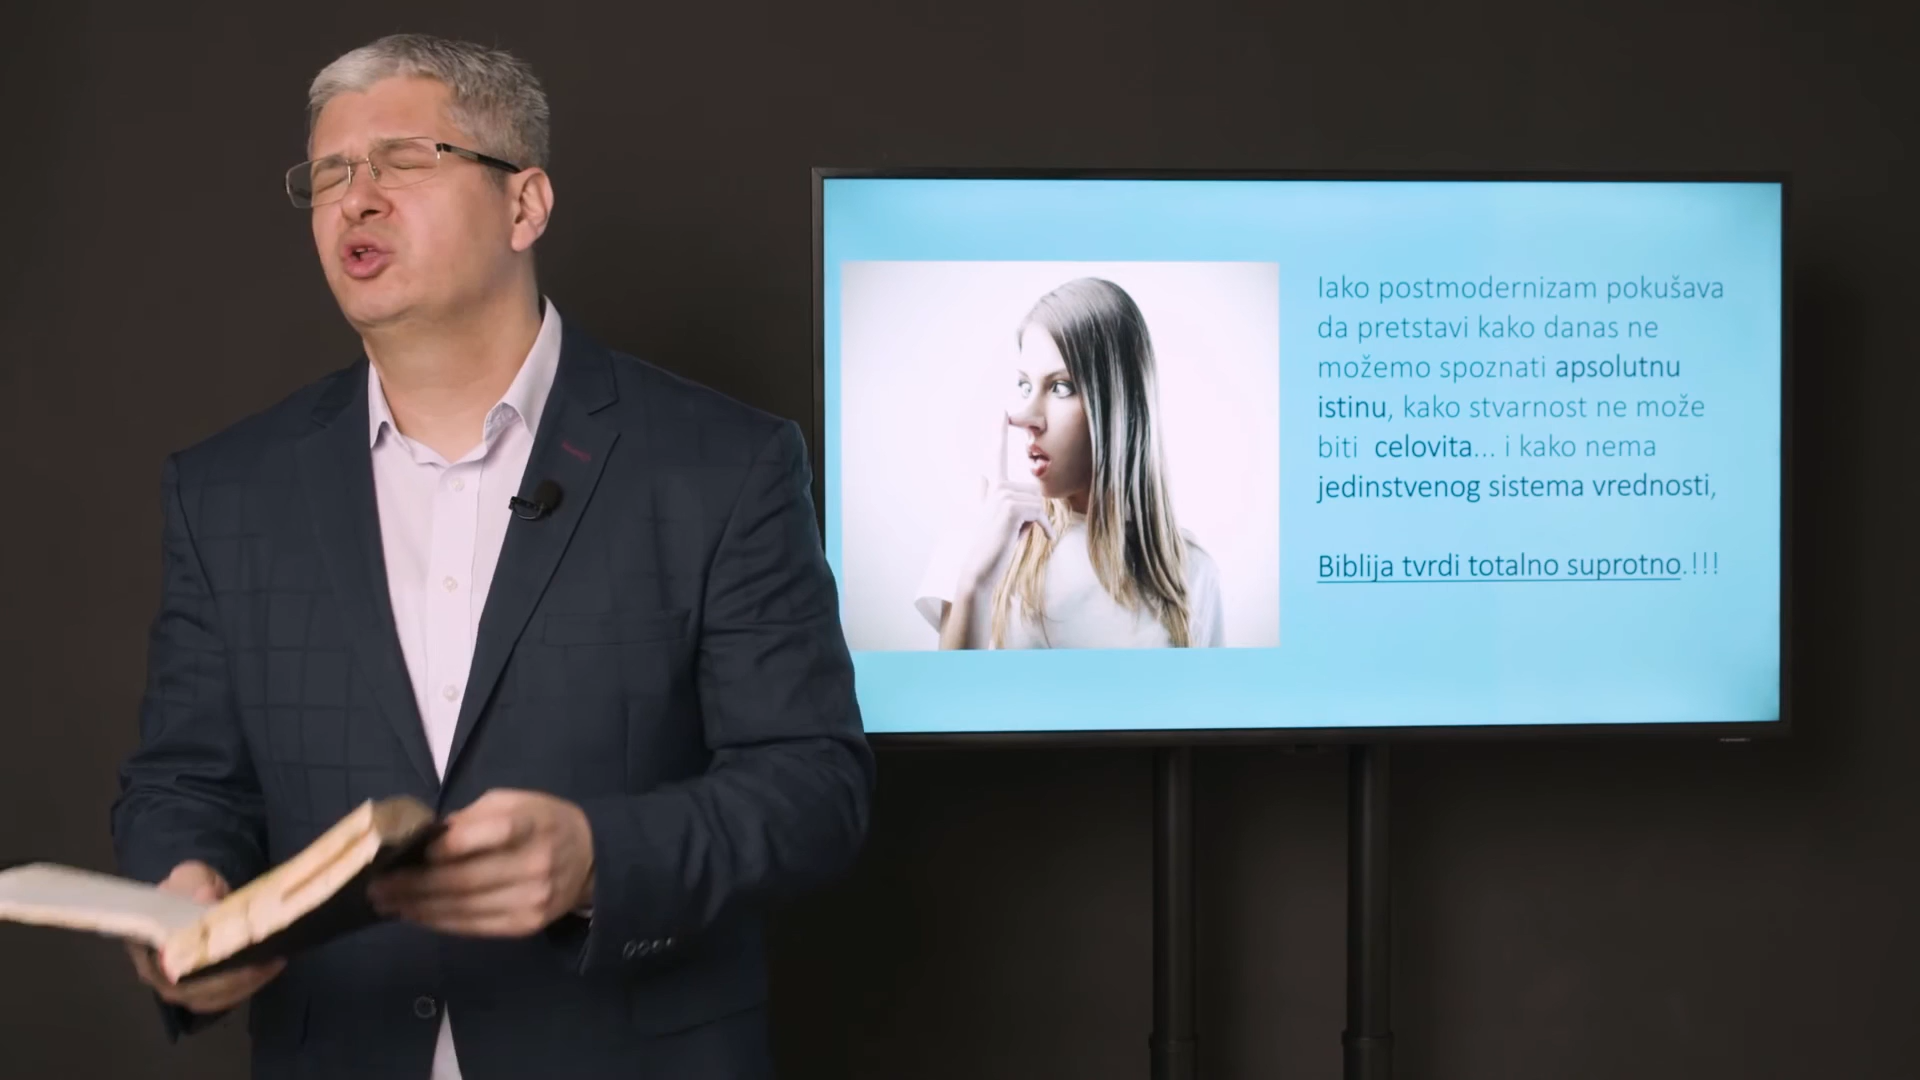 Iako postmodernizam pokušava
da pretstavi kako danas ne
možemo spoznati apsolutnu
istinu, kako stvarnost ne može
biti celovita... i kako nema
jedinstvenog sistema vrednosti,
Biblija tvrdi totalno suprotno.!!!